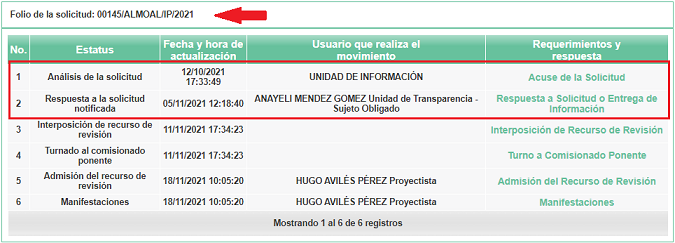 Folio de la solicitud: 00145/ALMOAL/IP/2021
No. Estatus Fecha y hora de actualización Usuario que realiza el movimiento Requerimientos y respuesta
1 Análisis de la solicitud 12/10/2021 17:33:49 UNIDAD DE INFORMACIÓN Acuse de la Solicitud
2 Respuesta a la solicitud notificada 05/11/2021 12:18:40 ANAYELI MENDEZ GOMEZ Unidad de Transparencia - Sujeto Obligado Respuesta a Solicitud o Entrega de Información
3 Interposición de recurso de revisión 11/11/2021 17:34:23 Interposición de Recurso de Revisión
4 Turnado al comisionado ponente 11/11/2021 17:34:23 Turno a Comisionado Ponente
5 Admisión del recurso de revisión 18/11/2021 10:05:20 HUGO AVILÉS PÉREZ Proyectista Admisión del Recurso de Revisión
6 Manifestaciones 18/11/2021 10:05:20 HUGO AVILÉS PÉREZ Proyectista Manifestaciones
Mostrando 1 al 6 de 6 registros